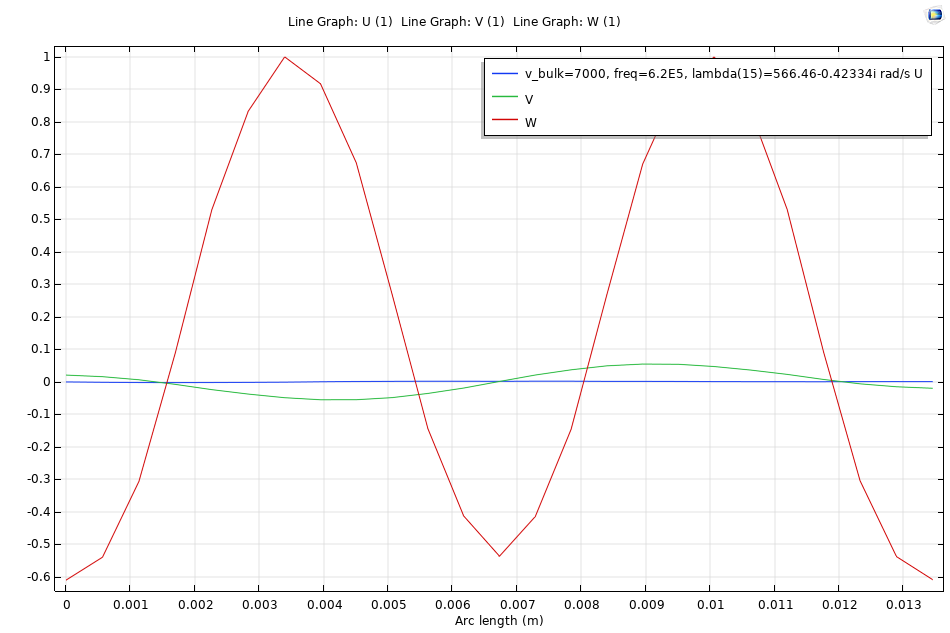 Line Graph: U (1) Line Graph: V (1) Line Graph: W (1)
v_bulk=7000, freq=6.2E5, lambda(15)=566.46-0.42334i rad/s U
V
W
1
0.9
0.8
0.7
0.6
0.5
0.4
0.3
0.2
0.1
0
-0.1
-0.2
-0.3
-0.4
-0.5
-0.6
0 0.001 0.002 0.003 0.004 0.005 0.006 0.007 0.008 0.009 0.01 0.011 0.012 0.013
Arc length (m)